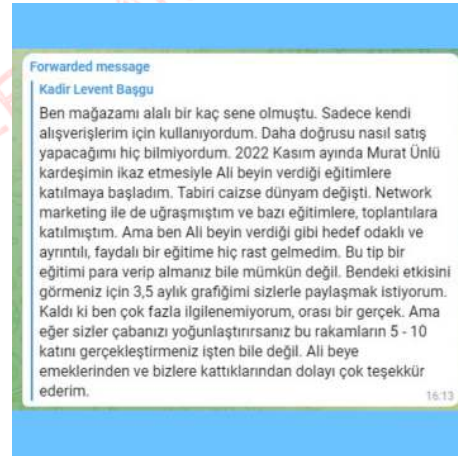 Forwarded message
Kadir Levent Başgu
Ben mağazamı alalı bir kaç sene olmuştu. Sadece kendi
alışverişlerim için kullanıyordum. Daha doğrusu nasıl satış
yapacağımı hiç bilmiyordum. 2022 Kasım ayında Murat Ünlü
kardeşimin ikaz etmesiyle Ali beyin verdiği eğitimlere
katılmaya başladım. Tabiri caizse dünyam değişti. Network
marketing ile de uğraşmıştım ve bazı eğitimlere, toplantılara
katılmıştım. Ama ben Ali beyin verdiği gibi hedef odaklı ve
ayrıntılı, faydalı bir eğitime hiç rast gelmedim. Bu tip bir
eğitimi para verip almanız bile mümkün değil. Bendeki etkisini
görmeniz için 3,5 aylık grafiğimi sizlerle paylaşmak istiyorum.
Kaldı ki ben çok fazla ilgilenemiyorum, orası bir gerçek. Ama
eğer sizler çabanızı yoğunlaştırırsanız bu rakamların 5 - 10
katını gerçekleştirmeniz işten bile değil. Ali beye
emeklerinden ve bizlere kattıklarından dolayı çok teşekkür
ederim.
16:13